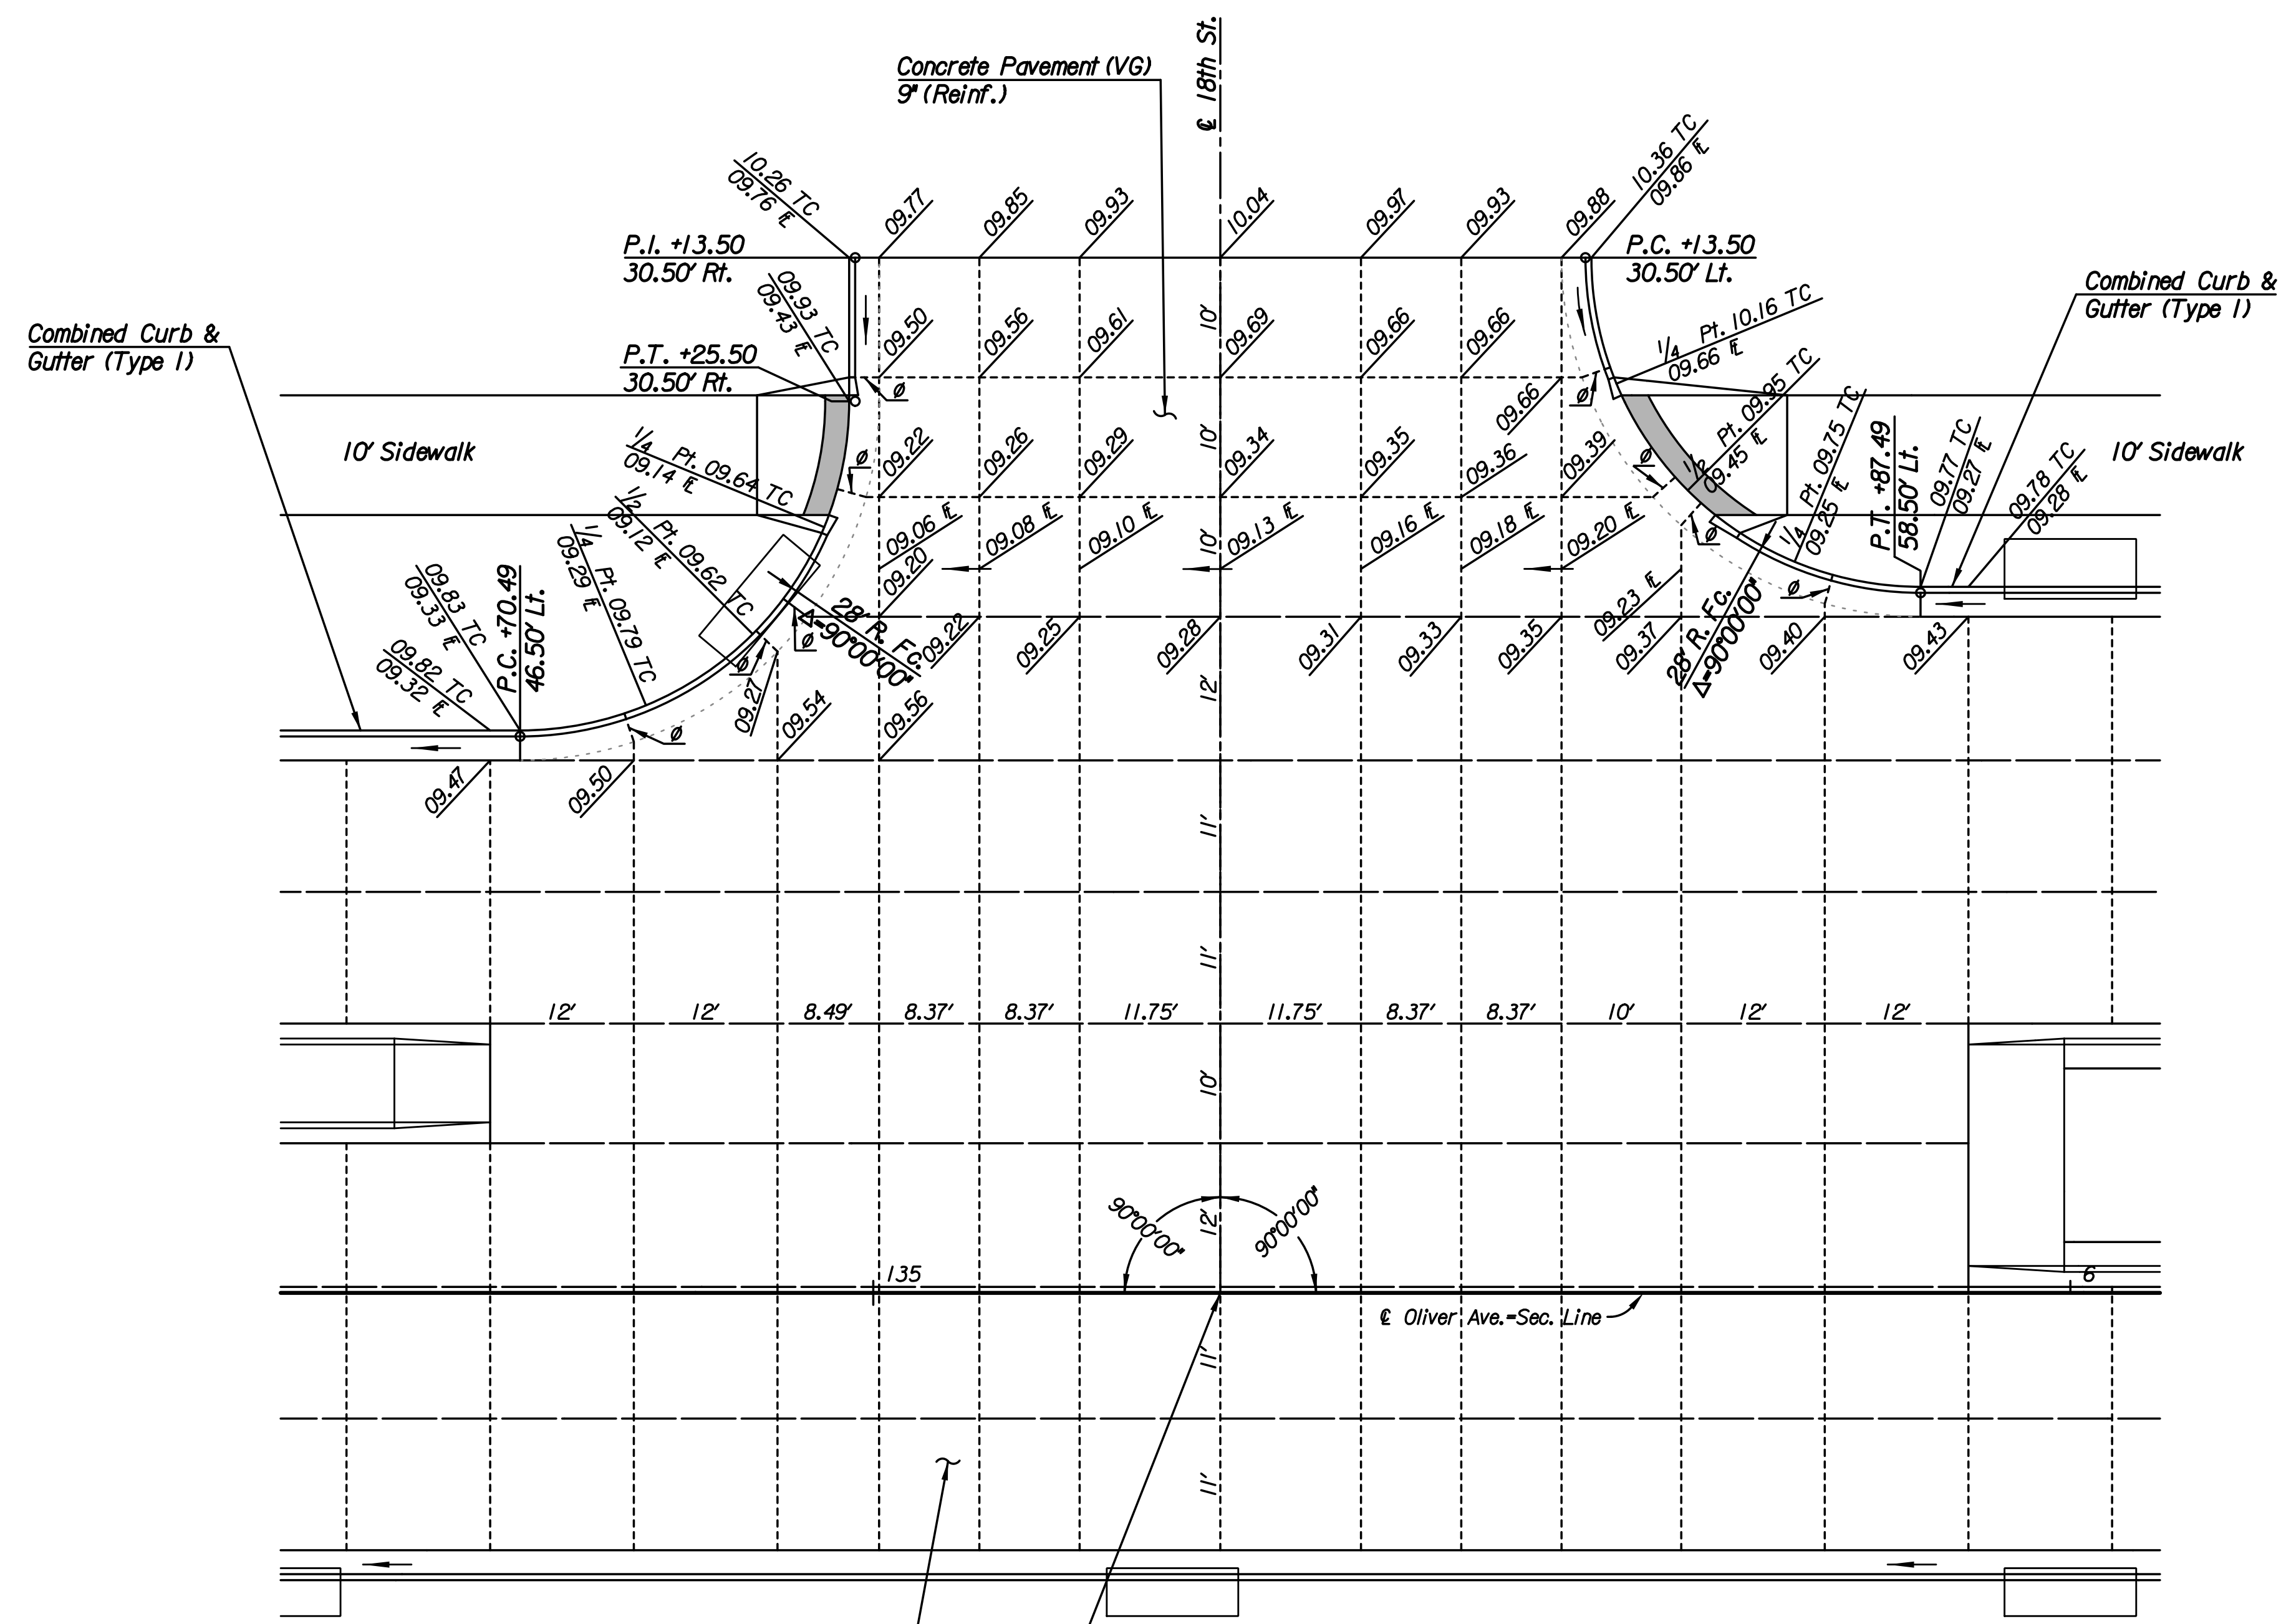 ℄ 18th St.
Concrete Pavement (VG)
9" (Reinf.)
10.26 TC
09.76 ℄
10.36 TC
09.86 ℄
09.77
09.85
09.93
10.04
09.97
09.93
09.88
P.I. +13.50
30.50' Rt.
P.C. +13.50
30.50' Lt.
Combined Curb &
Gutter (Type 1)
Combined Curb &
Gutter (Type 1)
09.93 TC
09.43 ℄
P.T. +25.50
30.50' Rt.
09.50
09.56
09.61
10'
09.69
09.66
09.66
1/4 Pt. 10.16 TC
09.66 ℄
Ø
Ø
10' Sidewalk
1/4 Pt. 09.64 TC
09.14 ℄
Ø
09.22
09.26
09.29
10'
09.34
09.35
09.36
09.66
09.39
Ø
1/2 Pt. 09.95 TC
09.45 ℄
1/4 Pt. 09.75 TC
09.25 ℄
P.T. +87.49
58.50' Lt.
09.77 TC
09.27 ℄
09.78 TC
09.28 ℄
10' Sidewalk
1/2 Pt. 09.62 TC
09.12 ℄
1/4 Pt. 09.79 TC
09.29 ℄
P.C. +70.49
46.50' Lt.
09.83 TC
09.33 ℄
09.82 TC
09.32 ℄
09.06 ℄
09.08 ℄
09.10 ℄
10'
09.13 ℄
09.16 ℄
09.18 ℄
09.20 ℄
Ø
09.20
28' R. Fc.
Δ=90°00'00"
Ø
Ø
09.22
09.25
09.28
09.31
09.33
09.35
09.23 ℄
09.37
28' R. Fc.
Δ=90°00'00"
Ø
09.40
09.43
12'
09.27
09.54
09.56
Ø
09.47
09.50
11'
11'
12'
12'
8.49'
8.37'
8.37'
11.75'
11.75'
8.37'
8.37'
10'
12'
12'
10'
90°00'00"
12'
90°00'00"
135
6
℄ Oliver Ave.=Sec. Line
11'
11'